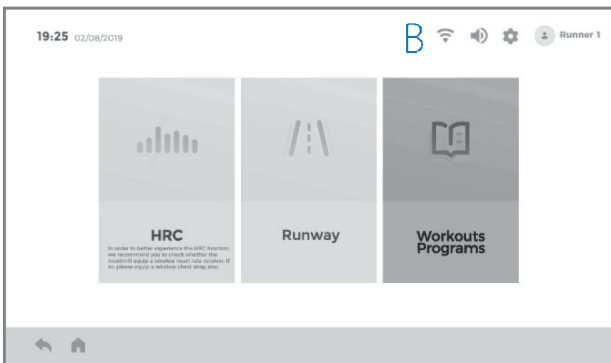 19:25 02/08/2019
B
Runner 1
HRC
In order to better experience the HRC function,
we recommend you to check whether the
treadmill equip a wireless heart rate receiver. If
so, please equip a wireless chest strap also.
Runway
Workouts
Programs